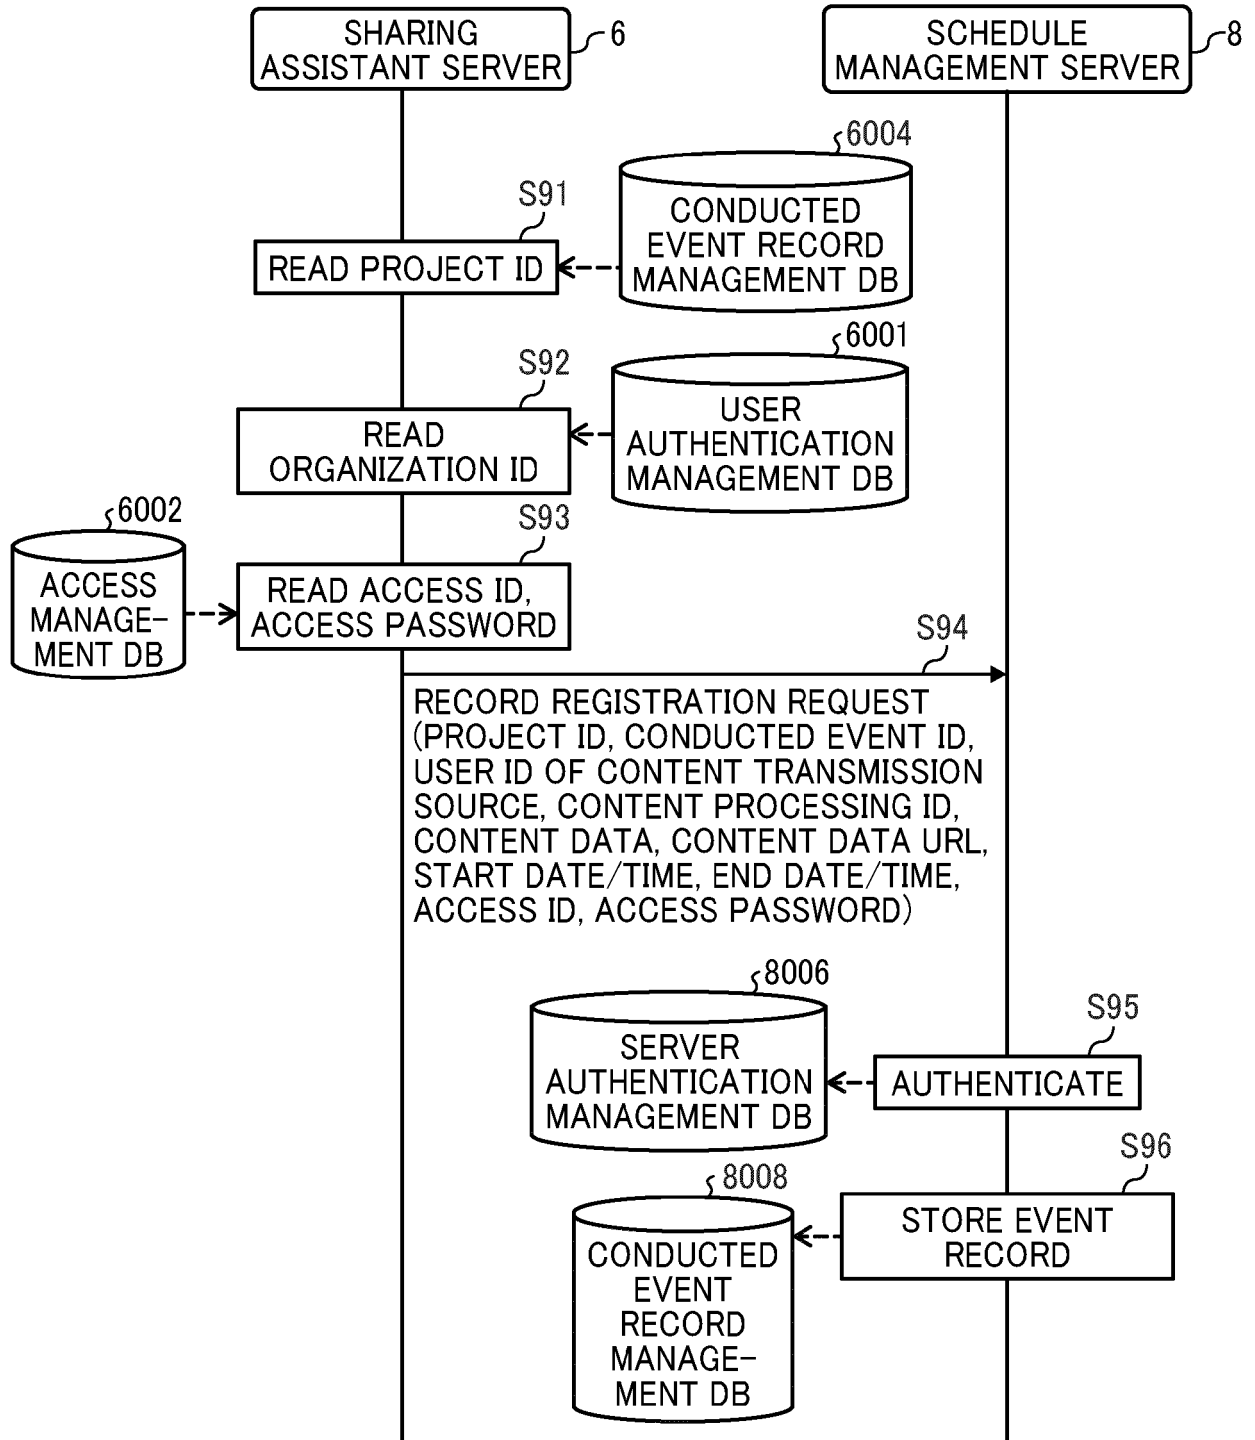 SHARING
ASSISTANT SERVER
6
SCHEDULE
MANAGEMENT SERVER
8
6004
CONDUCTED
EVENT RECORD
MANAGEMENT DB
S91
READ PROJECT ID
6001
USER
AUTHENTICATION
MANAGEMENT DB
S92
READ
ORGANIZATION ID
6002
ACCESS
MANAGE-
MENT DB
S93
READ ACCESS ID,
ACCESS PASSWORD
S94
RECORD REGISTRATION REQUEST
(PROJECT ID, CONDUCTED EVENT ID,
USER ID OF CONTENT TRANSMISSION
SOURCE, CONTENT PROCESSING ID,
CONTENT DATA, CONTENT DATA URL,
START DATE/TIME, END DATE/TIME,
ACCESS ID, ACCESS PASSWORD)
8006
SERVER
AUTHENTICATION
MANAGEMENT DB
S95
AUTHENTICATE
8008
CONDUCTED
EVENT
RECORD
MANAGE-
MENT DB
S96
STORE EVENT
RECORD